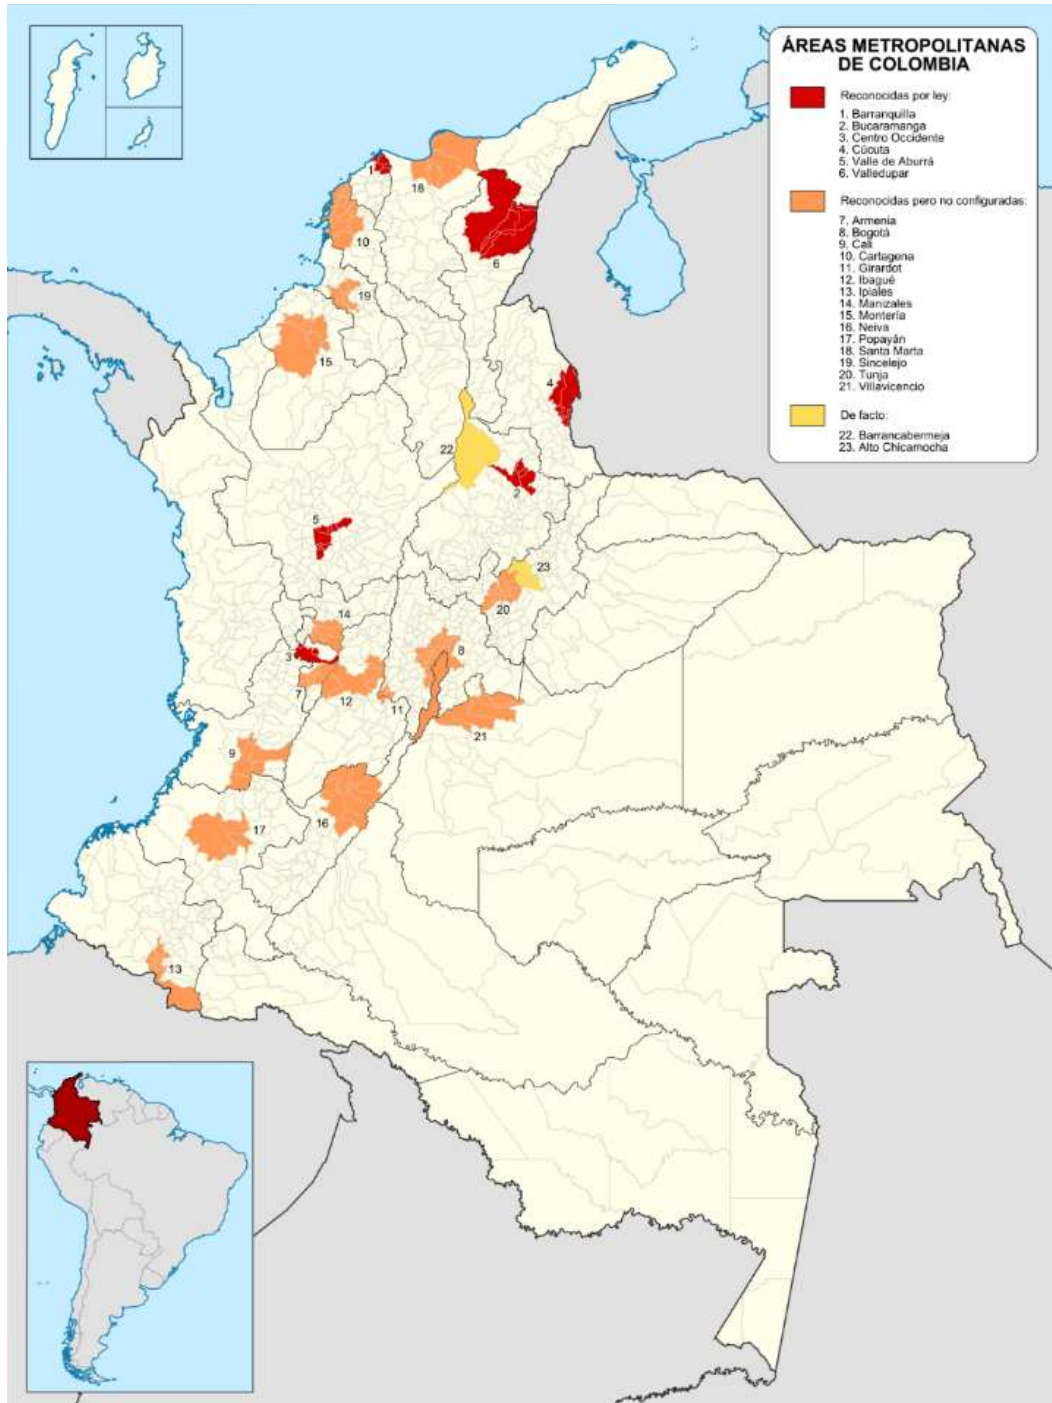 ÁREAS METROPOLITANAS
DE COLOMBIA
Reconocidas por ley:
1. Barranquilla
2. Bucaramanga
3. Centro Occidente
4. Cúcuta
5. Valle de Aburrá
6. Valledupar
Reconocidas pero no configuradas:
7. Armenia
8. Bogotá
9. Cali
10. Cartagena
11. Girardot
12. Ibagué
13. Ipiales
14. Manizales
15. Montería
16. Neiva
17. Popayán
18. Santa Marta
19. Sincelejo
20. Tunja
21. Villavicencio
De facto:
22. Barrancabermeja
23. Alto Chicamocha
1
18
10
6
19
15
4
22
2
5
23
20
14
3
8
7
12
11
21
9
16
17
13